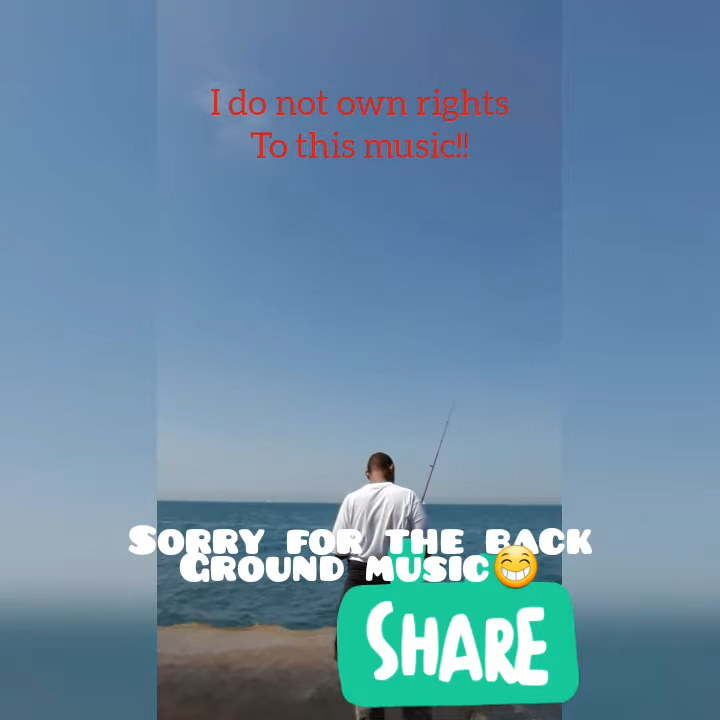 I do not own rights
To this music!!
SORRY FOR THE BACK
GROUND MUSIC😁
SHARE